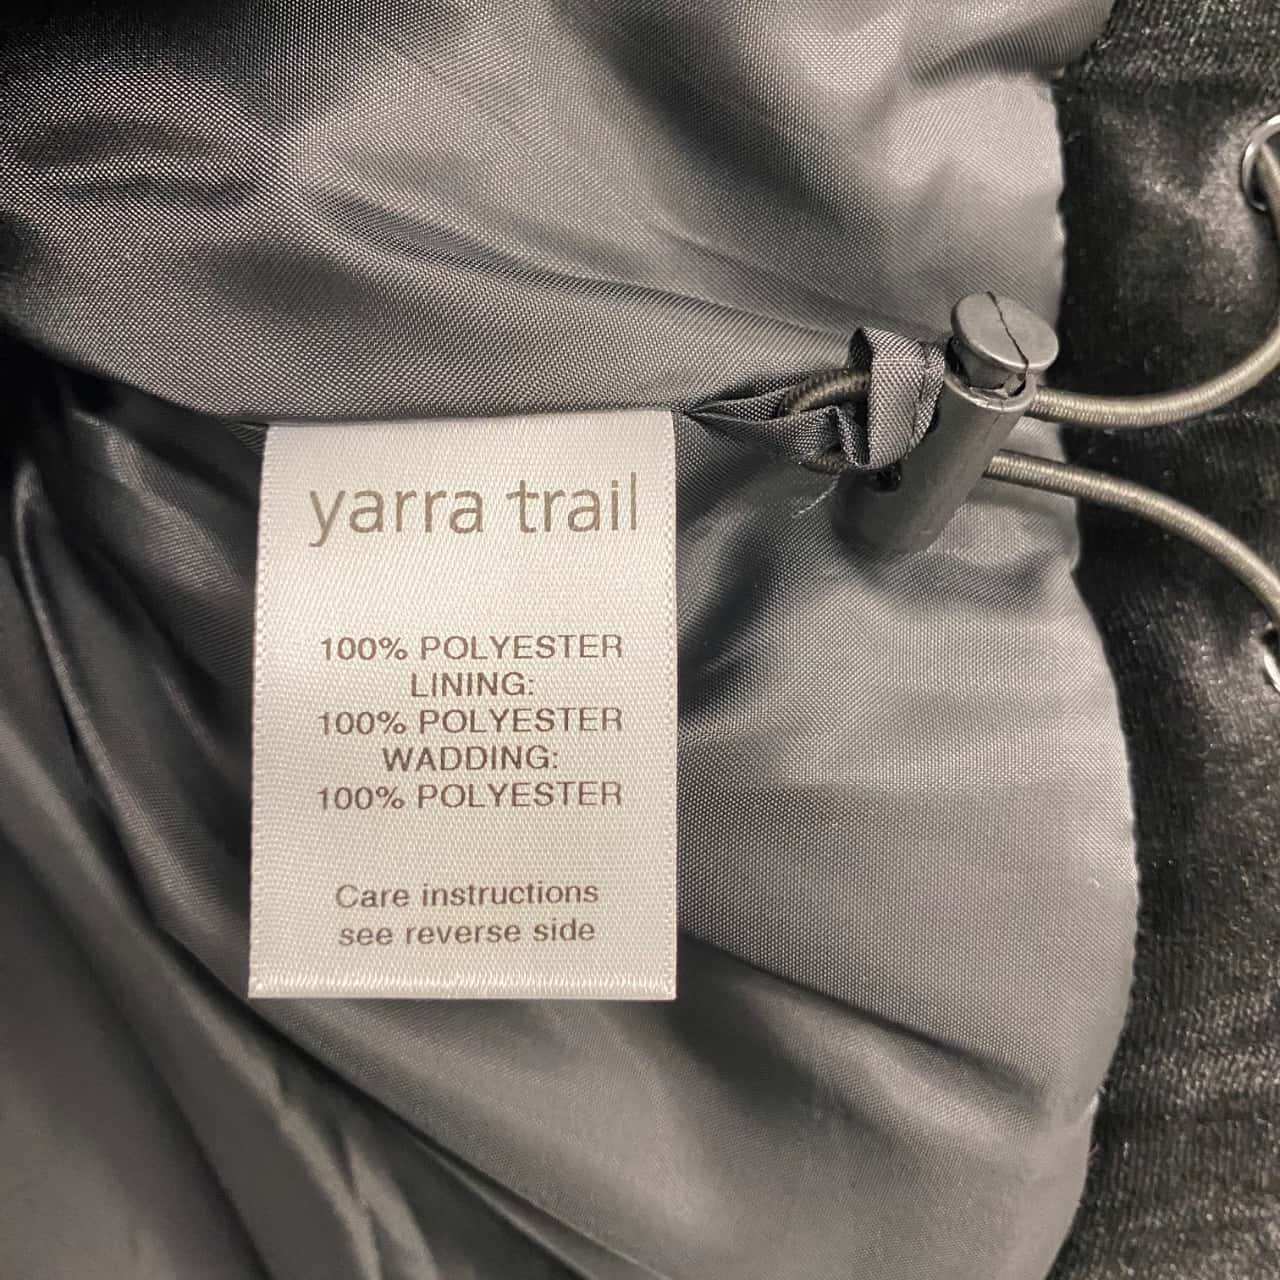 yarra trail
100% POLYESTER
LINING:
100% POLYESTER
WADDING:
100% POLYESTER
Care instructions
see reverse side